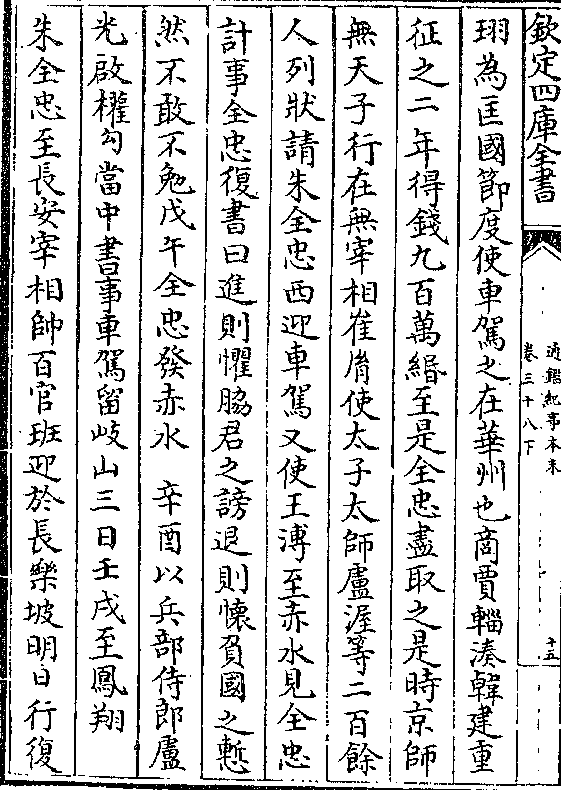 欽定四庫全書
通鑑紀事本末
卷三十八下
十五
珝為匡國節度使車駕之在華州也商賈輻湊韓建重
征之二年得錢九百萬緡至是全忠盡取之是時京師
無天子行在無宰相崔𦙍使太子太師盧渥等二百餘
人列狀請朱全忠西迎車駕又使王溥至赤水見全忠
計事全忠復書曰進則懼脇君之謗退則懷負國之慙
然不敢不勉戊午全忠發赤水　辛酉以兵部侍郎盧
光啟權勾當中書事車駕留岐山三日壬戌至鳳翔
朱全忠至長安宰相帥百官班迎於長樂坡明日行復